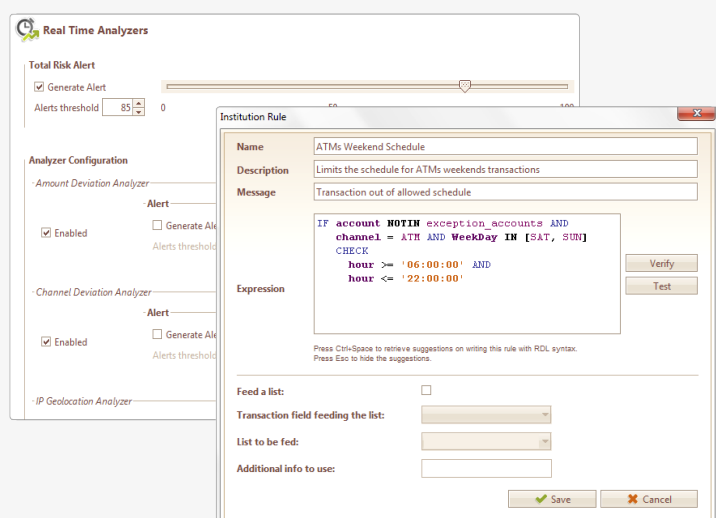 Real Time Analyzers
Total Risk Alert
Generate Alert
Alerts threshold 85 0
Analyzer Configuration
Amount Deviation Analyzer
Alert
Enabled
Generate Ale
Alerts threshold
Channel Deviation Analyzer
Alert
Enabled
Generate Ale
Alerts threshold
IP Geolocation Analyzer
Institution Rule
Name ATMs Weekend Schedule
Description Limits the schedule for ATMs weekends transactions
Message Transaction out of allowed schedule
Expression
IF account NOTIN exception_accounts AND
channel = ATM AND WeekDay IN [SAT, SUN]
CHECK
hour >= '06:00:00' AND
hour <= '22:00:00'
Verify
Test
Press Ctrl+Space to retrieve suggestions on writing this rule with RDL syntax.
Press Esc to hide the suggestions.
Feed a list:
Transaction field feeding the list:
List to be fed:
Additional info to use:
Save Cancel